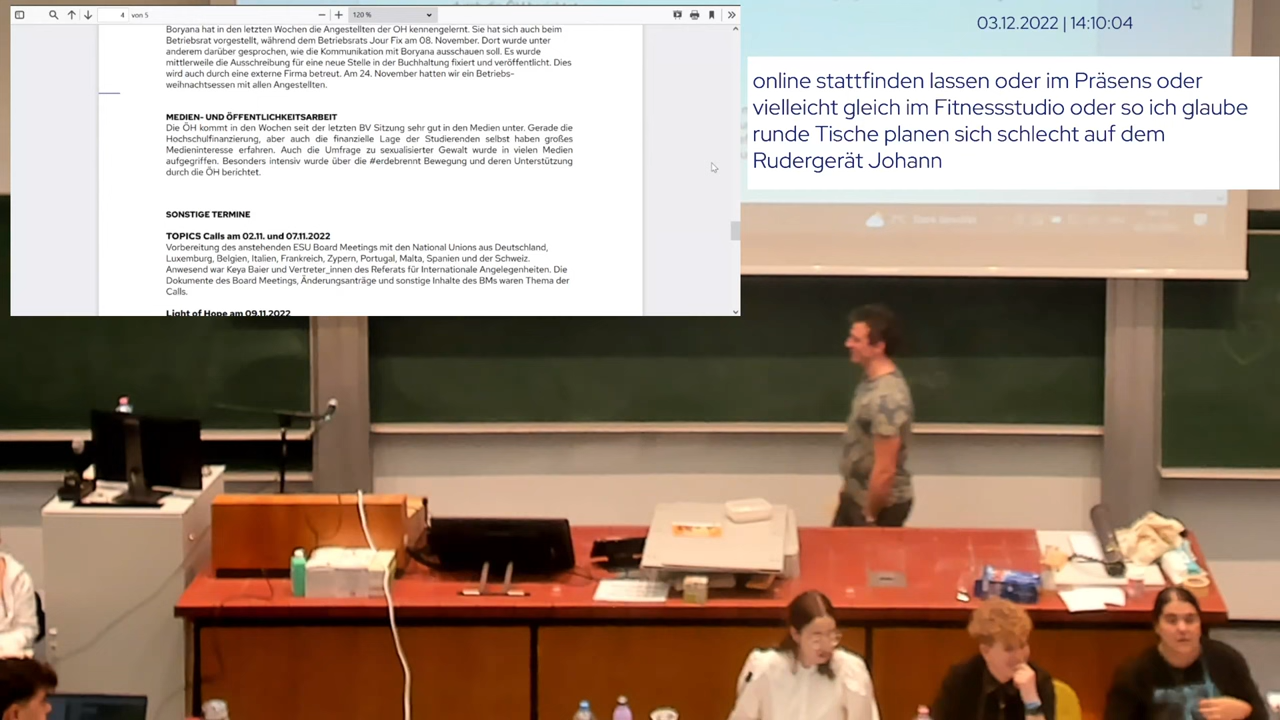 4 von 5
120 %
03.12.2022 | 14:10:04
Boryana hat in den letzten Wochen die Angestellten der ÖH kennengelernt. Sie hat sich auch beim
Betriebsrat vorgestellt, während dem Betriebsrats Jour Fix am 08. November. Dort wurde unter
anderem darüber gesprochen, wie die Kommunikation mit Boryana ausschauen soll. Es wurde
mittlerweile die Ausschreibung für eine neue Stelle in der Buchhaltung fixiert und veröffentlicht. Dies
wird auch durch eine externe Firma betreut. Am 24. November hatten wir ein Betriebs-
weihnachtsessen mit allen Angestellten.
MEDIEN- UND ÖFFENTLICHKEITSARBEIT
Die ÖH kommt in den Wochen seit der letzten BV Sitzung sehr gut in den Medien unter. Gerade die
Hochschulfinanzierung, aber auch die finanzielle Lage der Studierenden selbst haben großes
Medieninteresse erfahren. Auch die Umfrage zu sexualisierter Gewalt wurde in vielen Medien
aufgegriffen. Besonders intensiv wurde über die #erdebrennt Bewegung und deren Unterstützung
durch die ÖH berichtet.
SONSTIGE TERMINE
TOPICS Calls am 02.11. und 07.11.2022
Vorbereitung des anstehenden ESU Board Meetings mit den National Unions aus Deutschland,
Luxemburg, Belgien, Italien, Frankreich, Zypern, Portugal, Malta, Spanien und der Schweiz.
Anwesend war Keya Baier und Vertreter_innen des Referats für Internationale Angelegenheiten. Die
Dokumente des Board Meetings, Änderungsanträge und sonstige Inhalte des BMs waren Thema der
Calls.
Light of Hope am 09.11.2022
online stattfinden lassen oder im Präsens oder
vielleicht gleich im Fitnessstudio oder so ich glaube
runde Tische planen sich schlecht auf dem
Rudergerät Johann